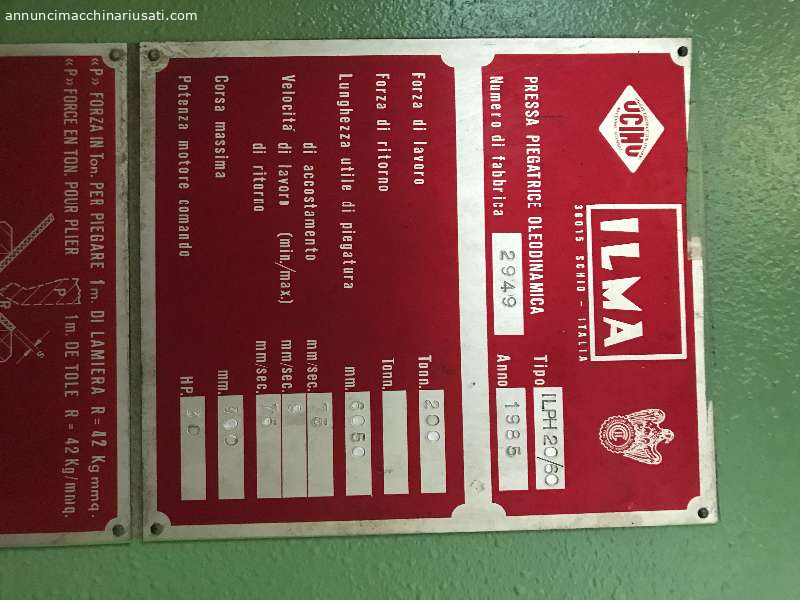 annuncimacchinariusati.com
UCIMU
ILMA
36015 SCHIO - ITALIA
PRESSA PIEGATRICE OLEODINAMICA Tipo ILPH 20/60
Numero di fabbrica 2949 Anno 1985
Forza di lavoro Tonn. 200
Forza di ritorno Tonn.
Lunghezza utile di piegatura mm. 6050
di accostamento mm/sec. 75
Velocitá di lavoro (min./max.) mm/sec. 8
di ritorno mm/sec. 75
Corsa massima mm. 300
Potenza motore comando HP. 30
«P» FORZA IN Ton. PER PIEGARE 1m. DI LAMIERA R = 42 Kg mmq.
«P» FORCE EN TON. POUR PLIER 1m. DE TOLE R = 42 Kg/mmq.
P
R
S